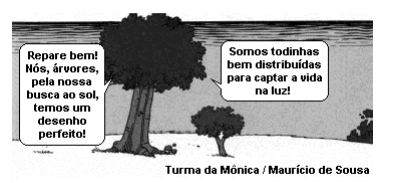 Repare bem!
Nós, árvores,
pela nossa
busca ao sol,
temos um
desenho
perfeito!
Somos todinhas
bem distribuídas
para captar a vida
na luz!
Turma da Mônica / Maurício de Sousa